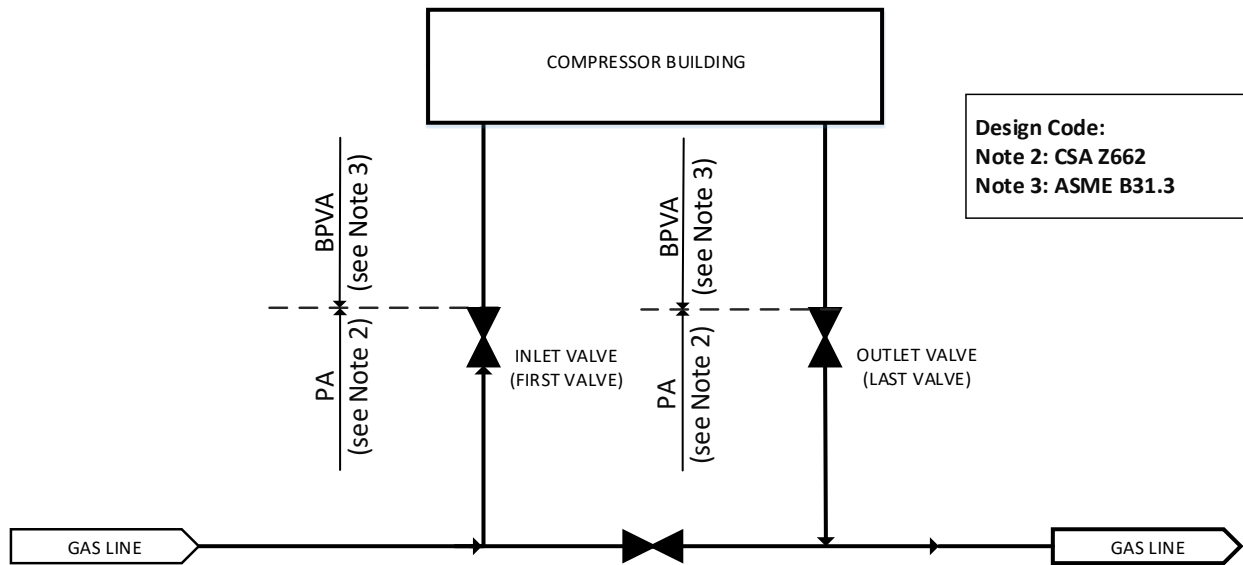 COMPRESSOR BUILDING
Design Code:
Note 2: CSA Z662
Note 3: ASME B31.3
BPVA
(see Note 3)
PA
(see Note 2)
BPVA
(see Note 3)
PA
(see Note 2)
INLET VALVE
(FIRST VALVE)
OUTLET VALVE
(LAST VALVE)
GAS LINE
GAS LINE